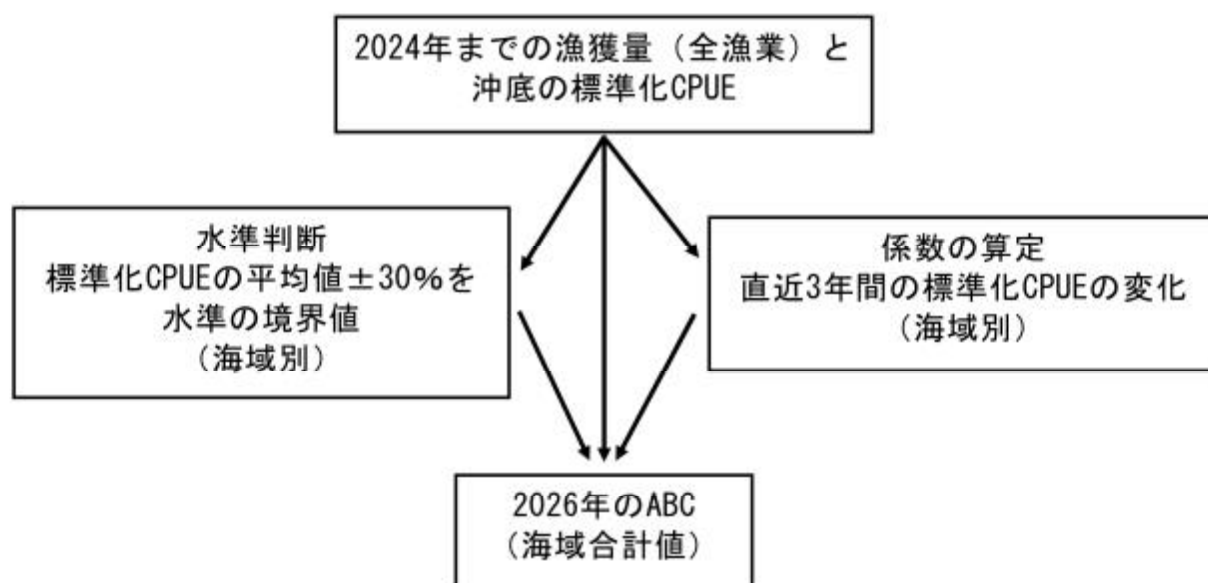 2024年までの漁獲量（全漁業）と
沖底の標準化CPUE
水準判断
標準化CPUEの平均値±30%を
水準の境界値
（海域別）
係数の算定
直近3年間の標準化CPUEの変化
（海域別）
2026年のABC
（海域合計値）